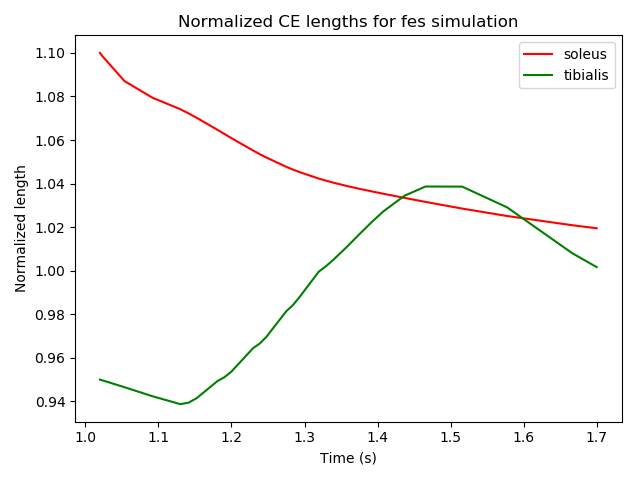 Normalized CE lengths for fes simulation
soleus
tibialis
Normalized length
1.10
1.08
1.06
1.04
1.02
1.00
0.98
0.96
0.94
1.0 1.1 1.2 1.3 1.4 1.5 1.6 1.7
Time (s)